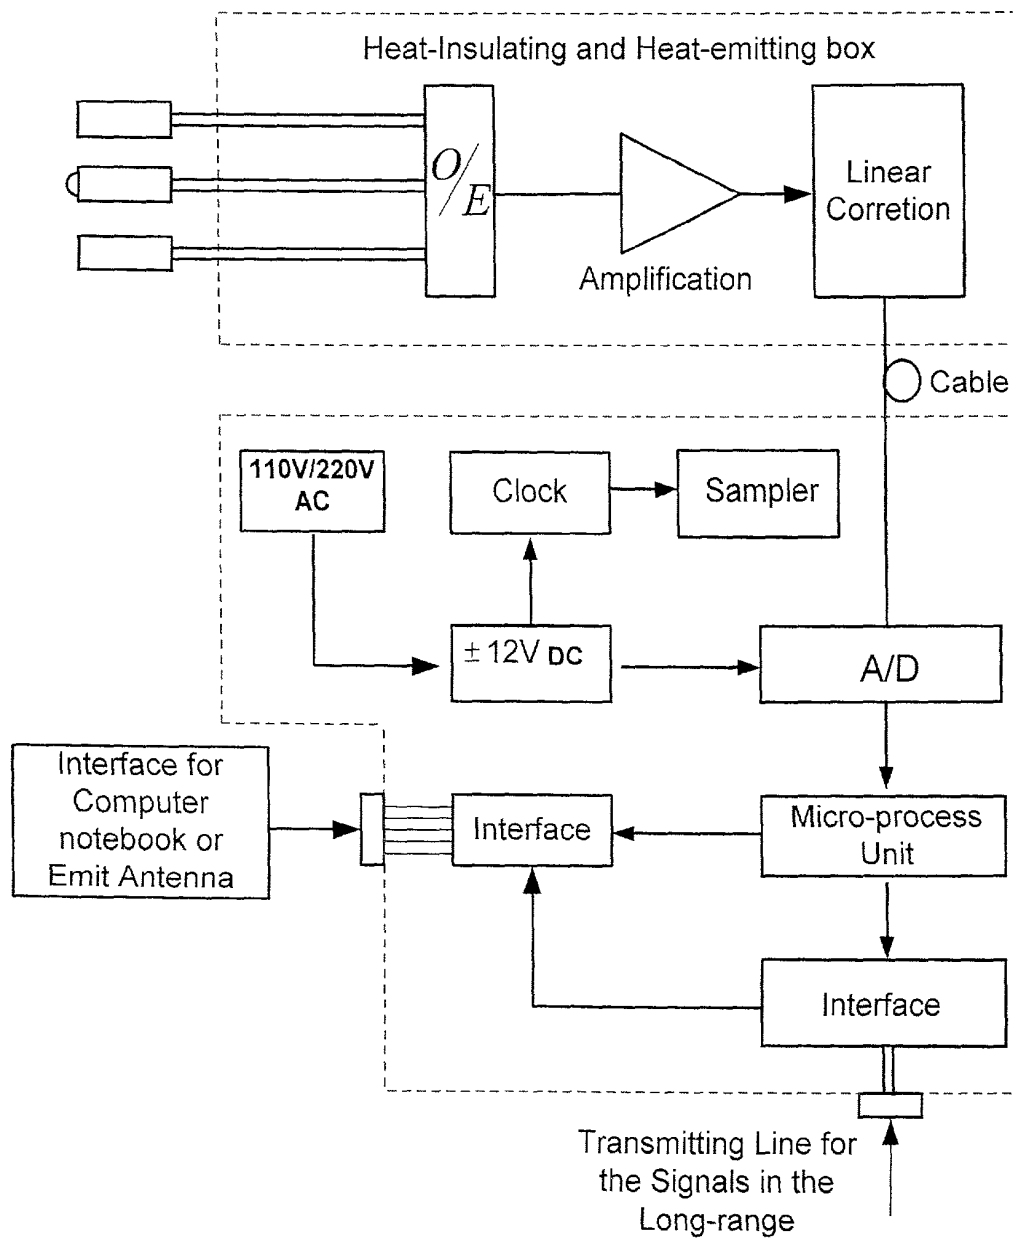 Heat-Insulating and Heat-emitting box
O/E
Linear
Corretion
Amplification
Cable
110V/220V
AC
Clock
Sampler
± 12V DC
A/D
Interface for
Computer
notebook or
Emit Antenna
Interface
Micro-process
Unit
Interface
Transmitting Line for
the Signals in the
Long-range